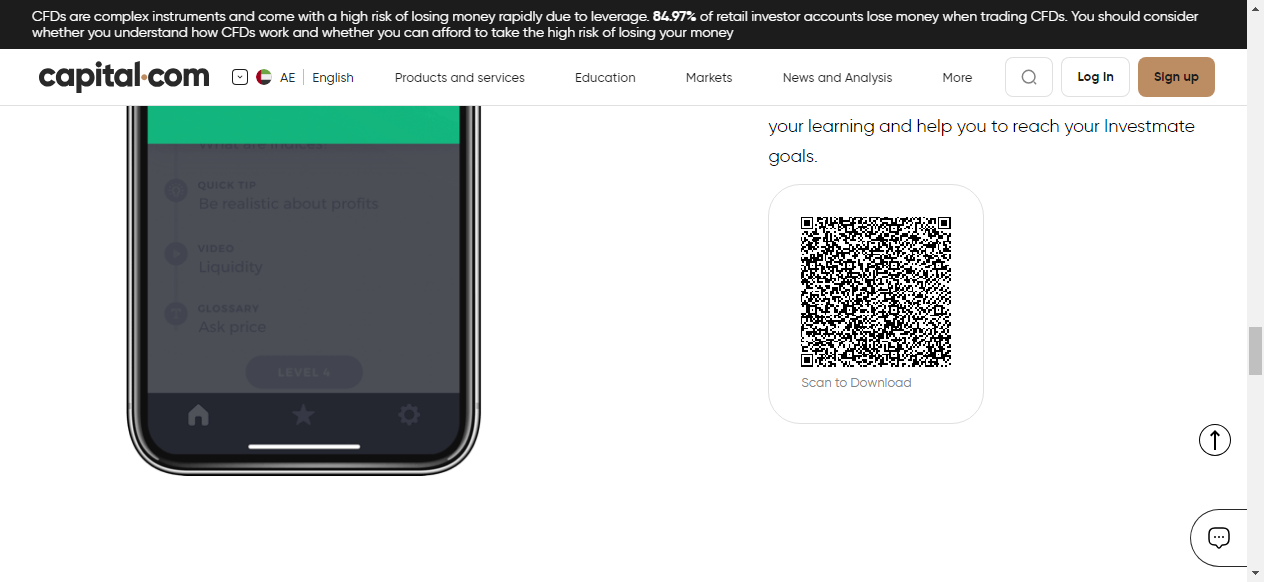 CFDs are complex instruments and come with a high risk of losing money rapidly due to leverage. 84.97% of retail investor accounts lose money when trading CFDs. You should consider
whether you understand how CFDs work and whether you can afford to take the high risk of losing your money
capital.com
AE English
Products and services
Education
Markets
News and Analysis
More
Log In
Sign up
your learning and help you to reach your Investmate
goals.
What are indices?
QUICK TIP
Be realistic about profits
VIDEO
Liquidity
GLOSSARY
Ask price
LEVEL 4
Scan to Download